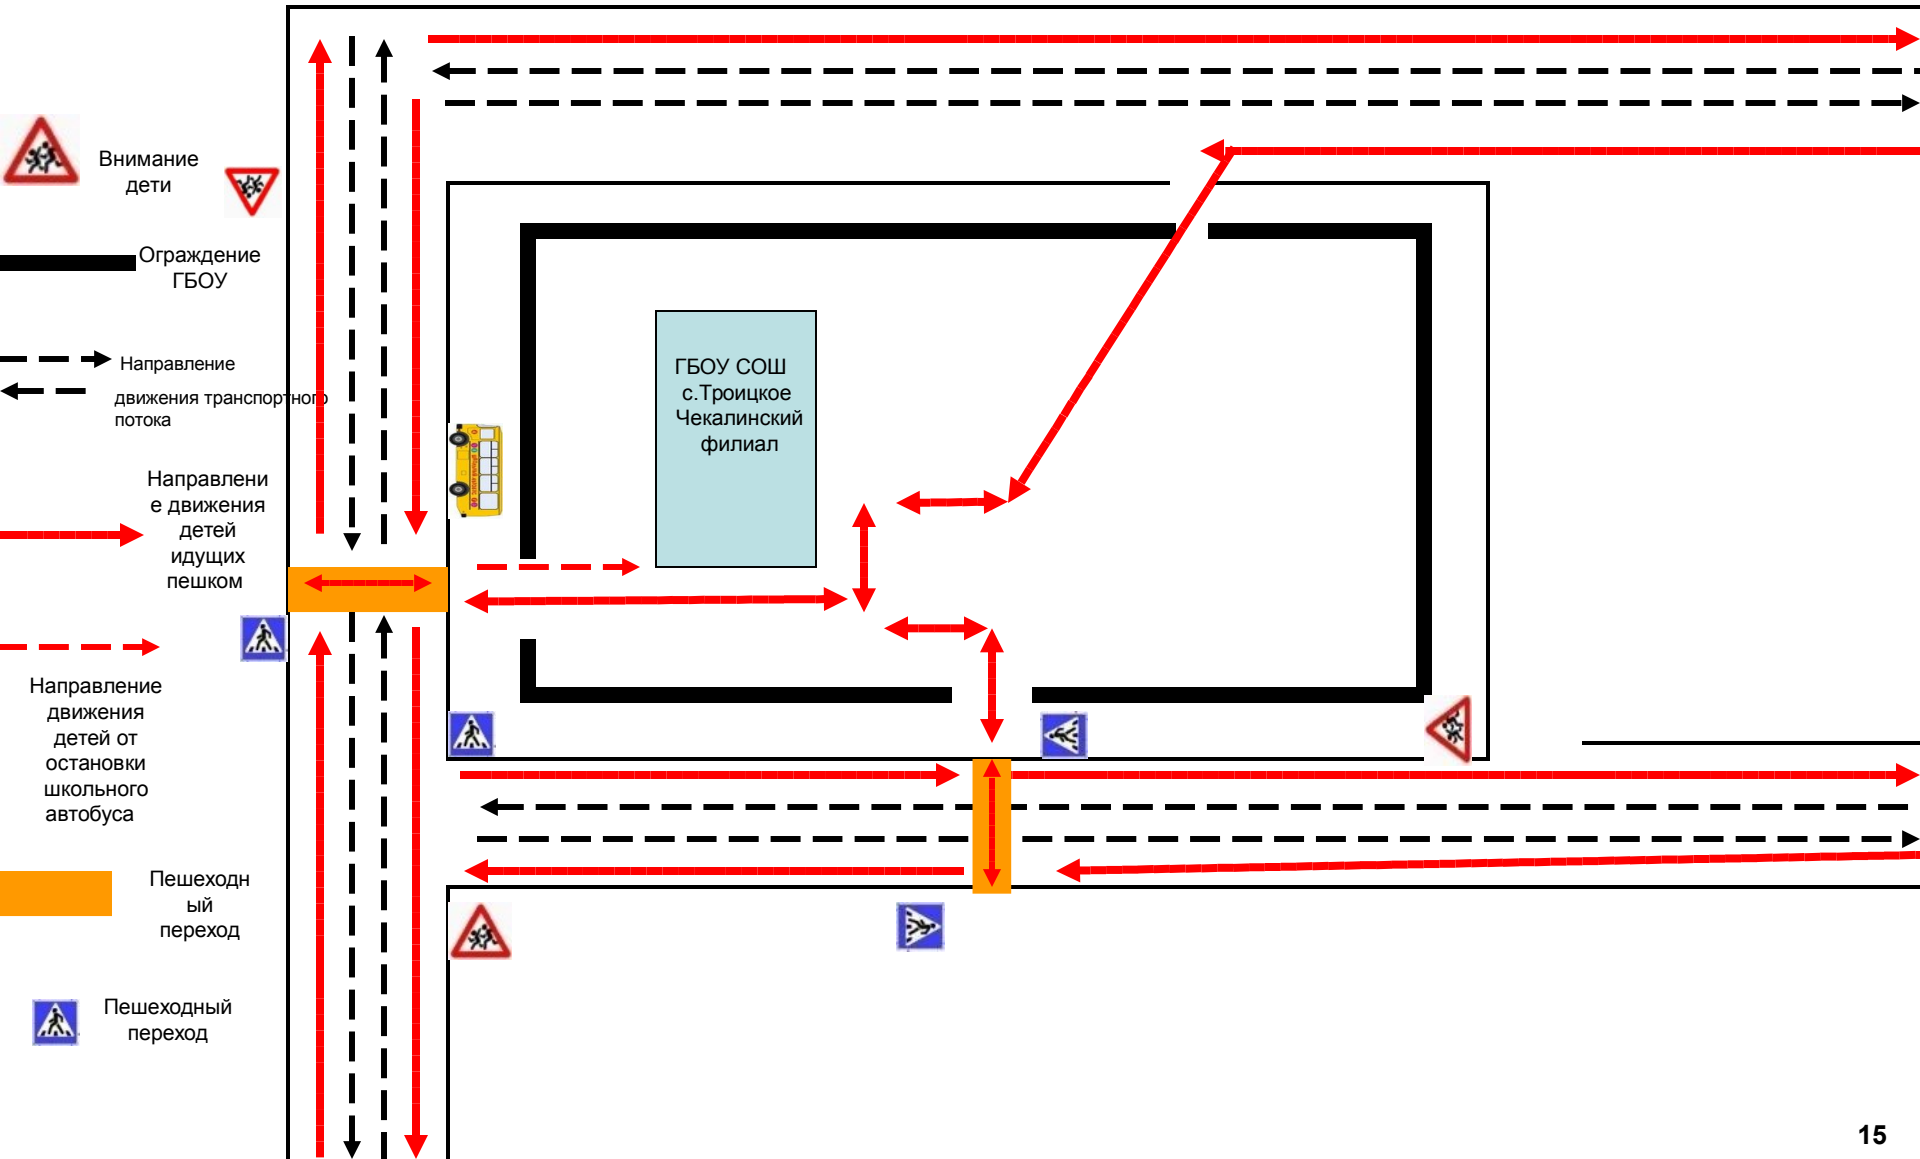 Внимание
дети
Ограждение
ГБОУ
Направление
движения транспортного
потока
Направлени
е движения
детей
идущих
пешком
Направление
движения
детей от
остановки
школьного
автобуса
Пешеходн
ый
переход
Пешеходный
переход
ГБОУ СОШ
с.Троицкое
Чекалинский
филиал
15